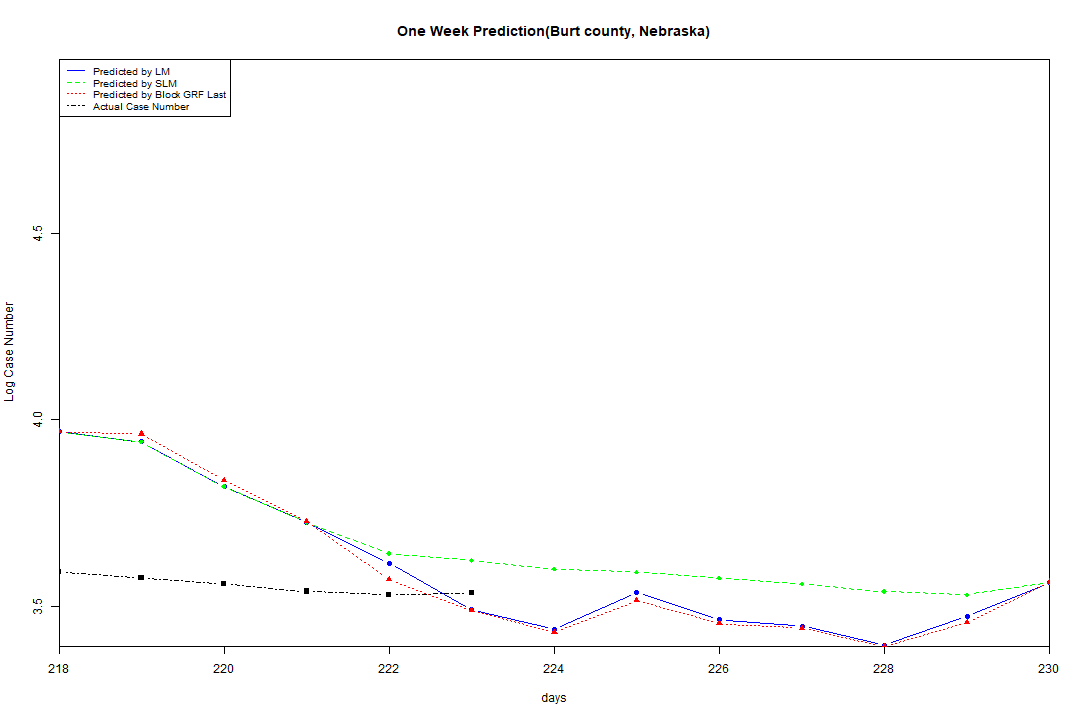 One Week Prediction(Burt county, Nebraska)
Predicted by LM
Predicted by SLM
Predicted by Block GRF Last
Actual Case Number
4.5
4.0
3.5
Log Case Number
218 220 222 224 226 228 230
days